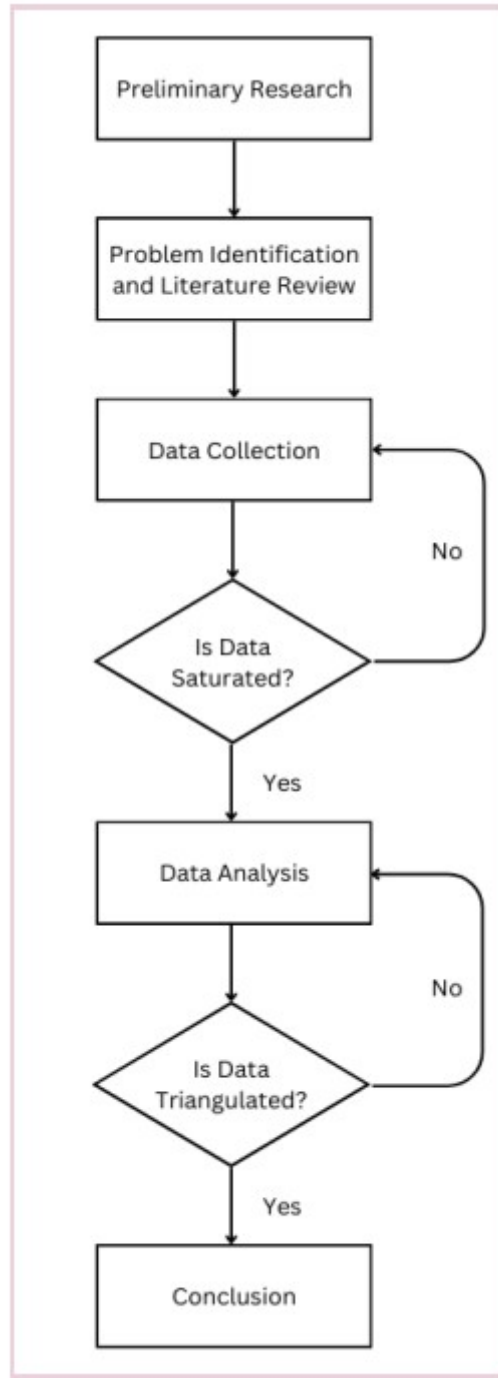 Preliminary Research
Problem Identification
and Literature Review
Data Collection
No
Is Data
Saturated?
Yes
Data Analysis
No
Is Data
Triangulated?
Yes
Conclusion